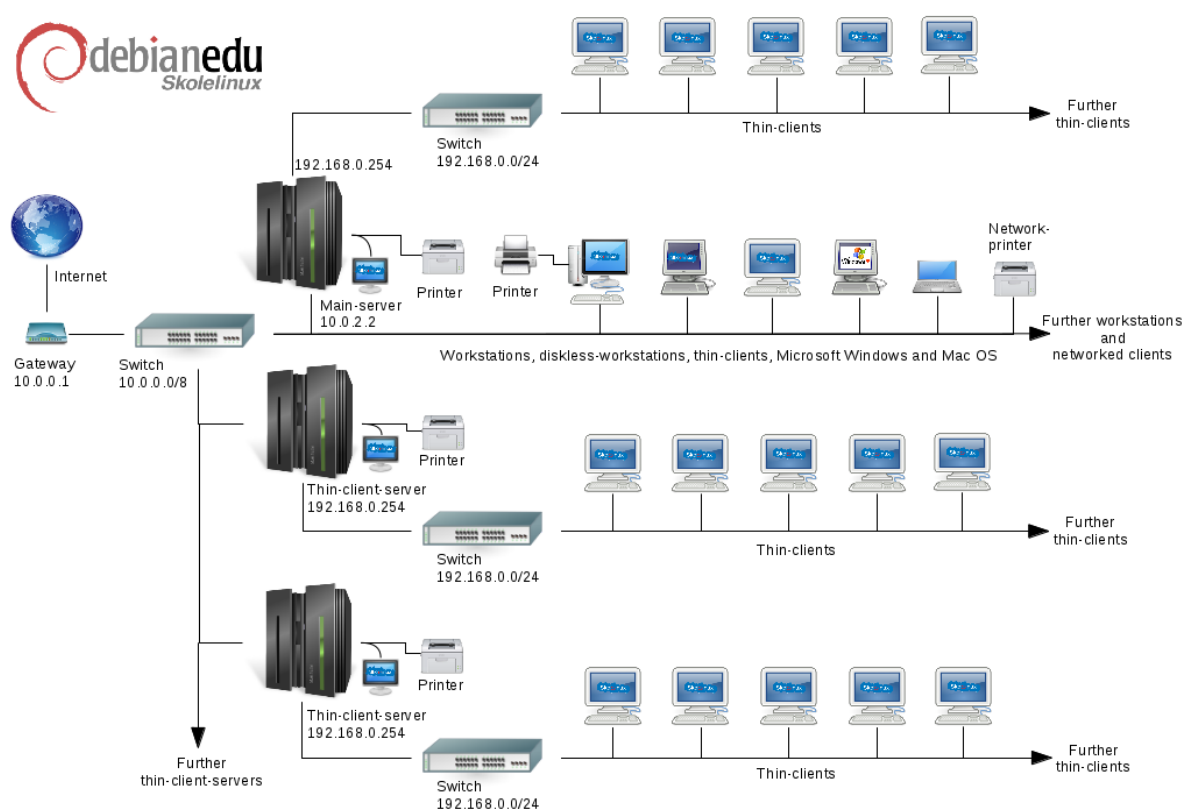 debianedu
Skolelinux
Further
thin-clients
Thin-clients
Switch
192.168.0.0/24
192.168.0.254
Internet
Main-server
10.0.2.2
Printer
Printer
Network-
printer
Windows
Further workstations
and
networked clients
Workstations, diskless-workstations, thin-clients, Microsoft Windows and Mac OS
Gateway
10.0.0.1
Switch
10.0.0.0/8
Printer
Thin-client-server
192.168.0.254
Switch
192.168.0.0/24
Thin-clients
Further
thin-clients
Printer
Thin-client-server
192.168.0.254
Switch
192.168.0.0/24
Thin-clients
Further
thin-clients
Further
thin-client-servers